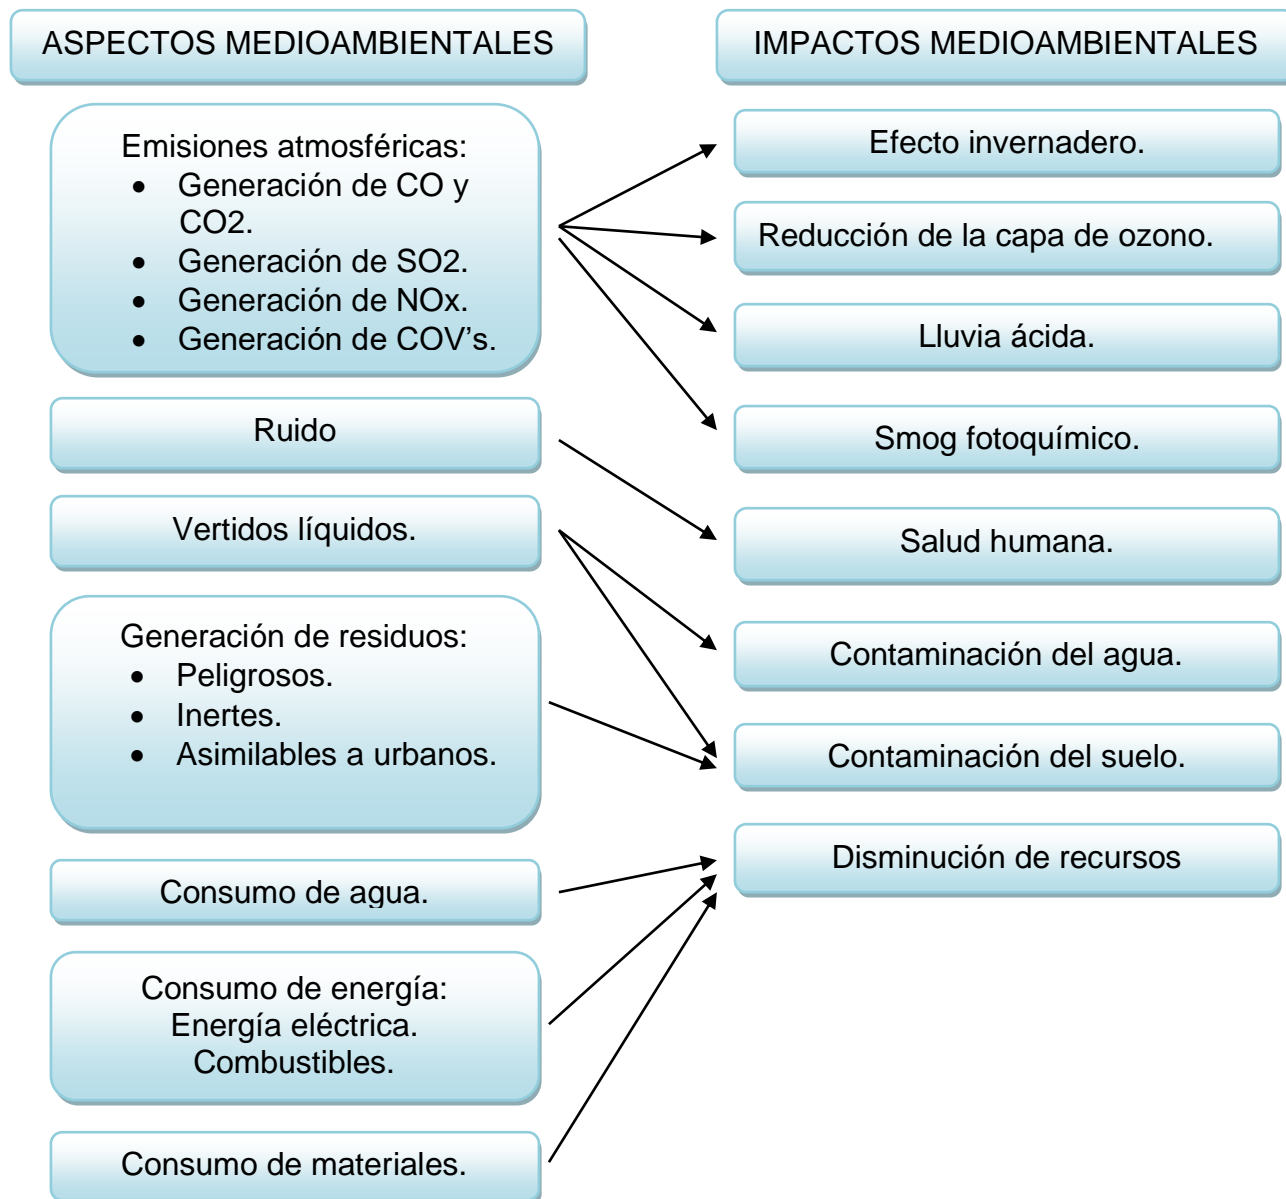 ASPECTOS MEDIOAMBIENTALES
Emisiones atmosféricas:
• Generación de CO y
CO2.
• Generación de SO2.
• Generación de NOx.
• Generación de COV’s.
Ruido
Vertidos líquidos.
Generación de residuos:
• Peligrosos.
• Inertes.
• Asimilables a urbanos.
Consumo de agua.
Consumo de energía:
Energía eléctrica.
Combustibles.
Consumo de materiales.
IMPACTOS MEDIOAMBIENTALES
Efecto invernadero.
Reducción de la capa de ozono.
Lluvia ácida.
Smog fotoquímico.
Salud humana.
Contaminación del agua.
Contaminación del suelo.
Disminución de recursos